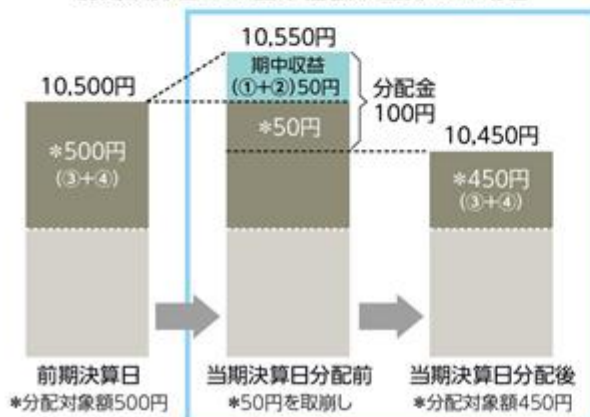 10,550円
10,500円
期中収益
(①+②)50円
分配金
100円
*500円
(③+④)
*50円
10,450円
*450円
(③+④)
前期決算日
*分配対象額500円
当期決算日分配前
*50円を取崩し
当期決算日分配後
*分配対象額450円